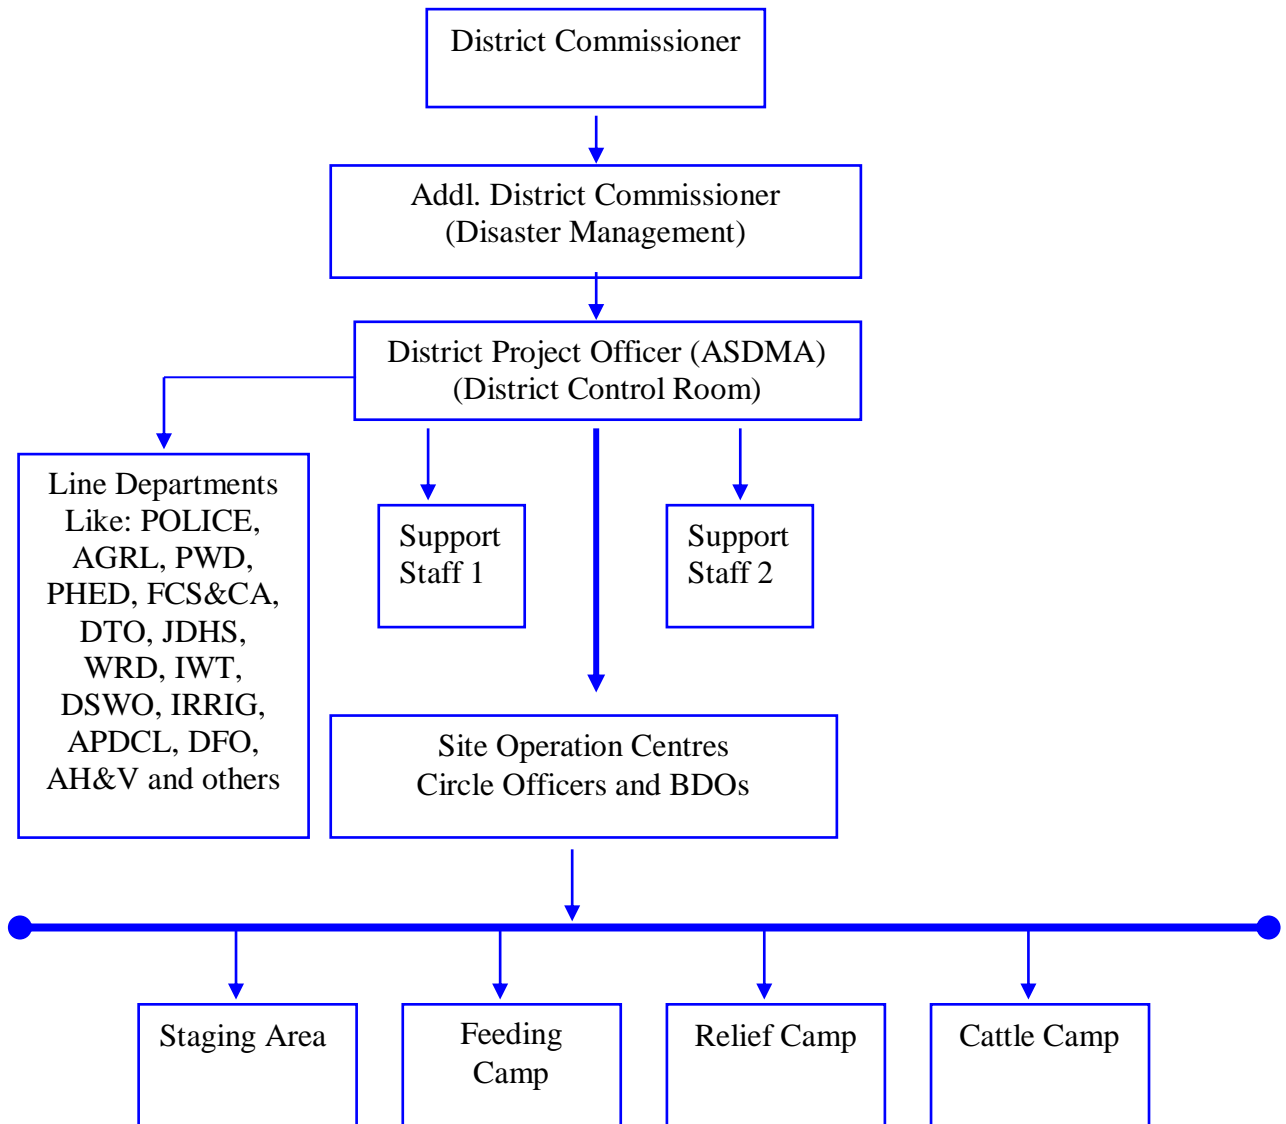 District Commissioner
Addl. District Commissioner
(Disaster Management)
District Project Officer (ASDMA)
(District Control Room)
Line Departments
Like: POLICE,
AGRL, PWD,
PHED, FCS&CA,
DTO, JDHS,
WRD, IWT,
DSWO, IRRIG,
APDCL, DFO,
AH&V and others
Support
Staff 1
Support
Staff 2
Site Operation Centres
Circle Officers and BDOs
Staging Area
Feeding
Camp
Relief Camp
Cattle Camp